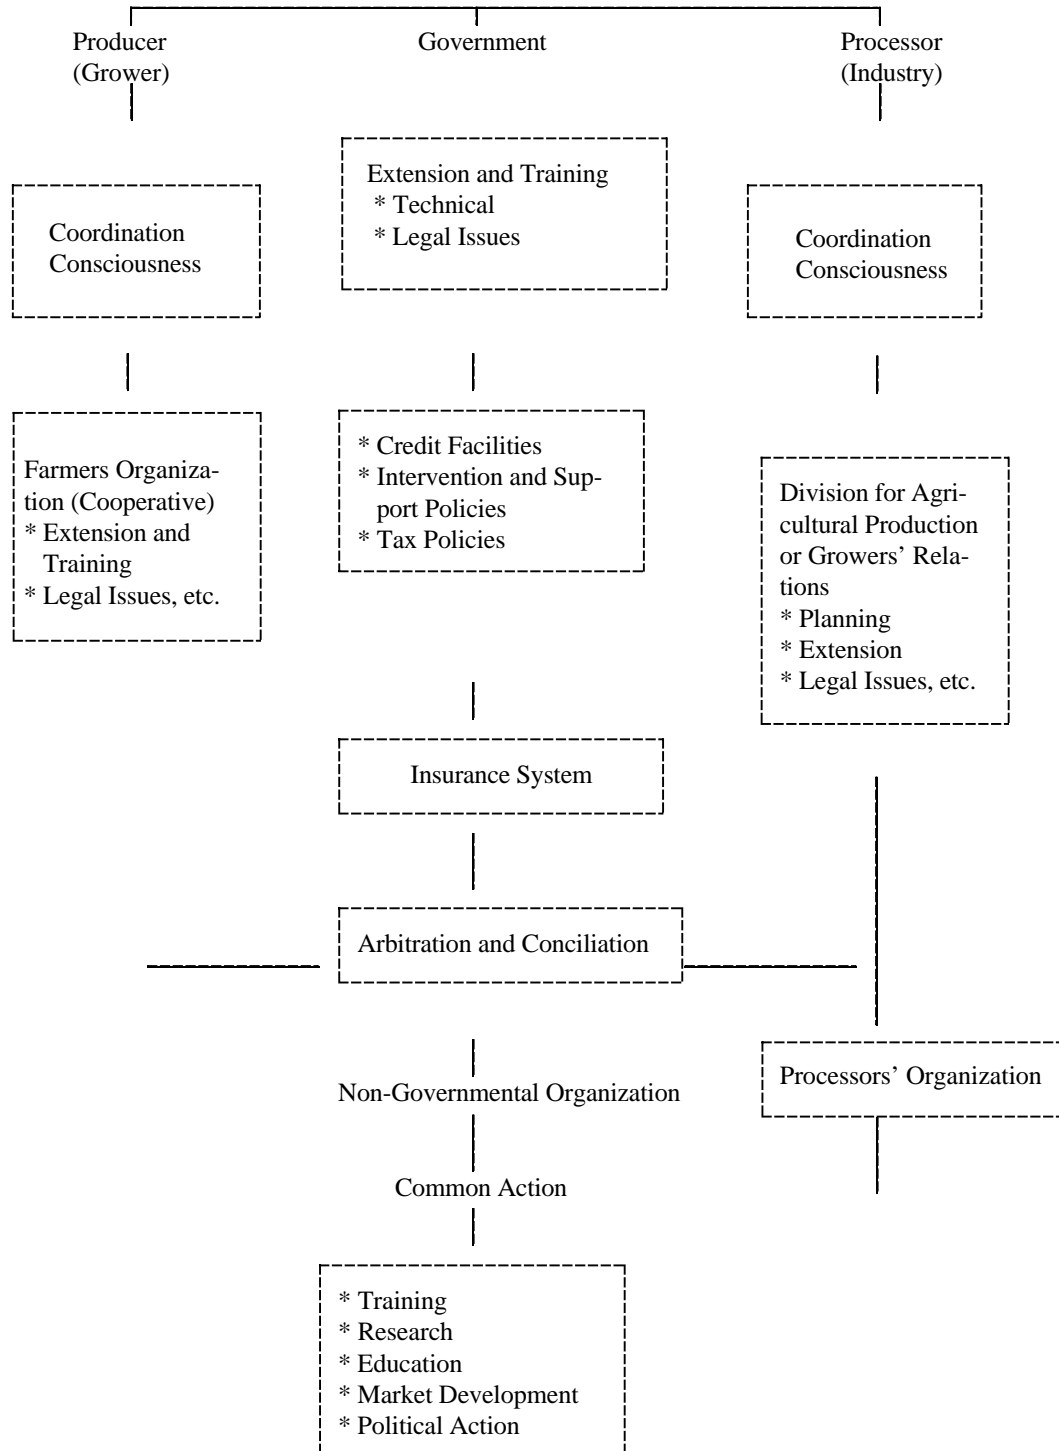 Producer
(Grower)
Government
Processor
(Industry)
Extension and Training
* Technical
* Legal Issues
Coordination
Consciousness
Coordination
Consciousness
Farmers Organiza-
tion (Cooperative)
* Extension and
Training
* Legal Issues, etc.
* Credit Facilities
* Intervention and Sup-
port Policies
* Tax Policies
Division for Agri-
cultural Production
or Growers’ Rela-
tions
* Planning
* Extension
* Legal Issues, etc.
Insurance System
Arbitration and Conciliation
Processors’ Organization
Non-Governmental Organization
Common Action
* Training
* Research
* Education
* Market Development
* Political Action